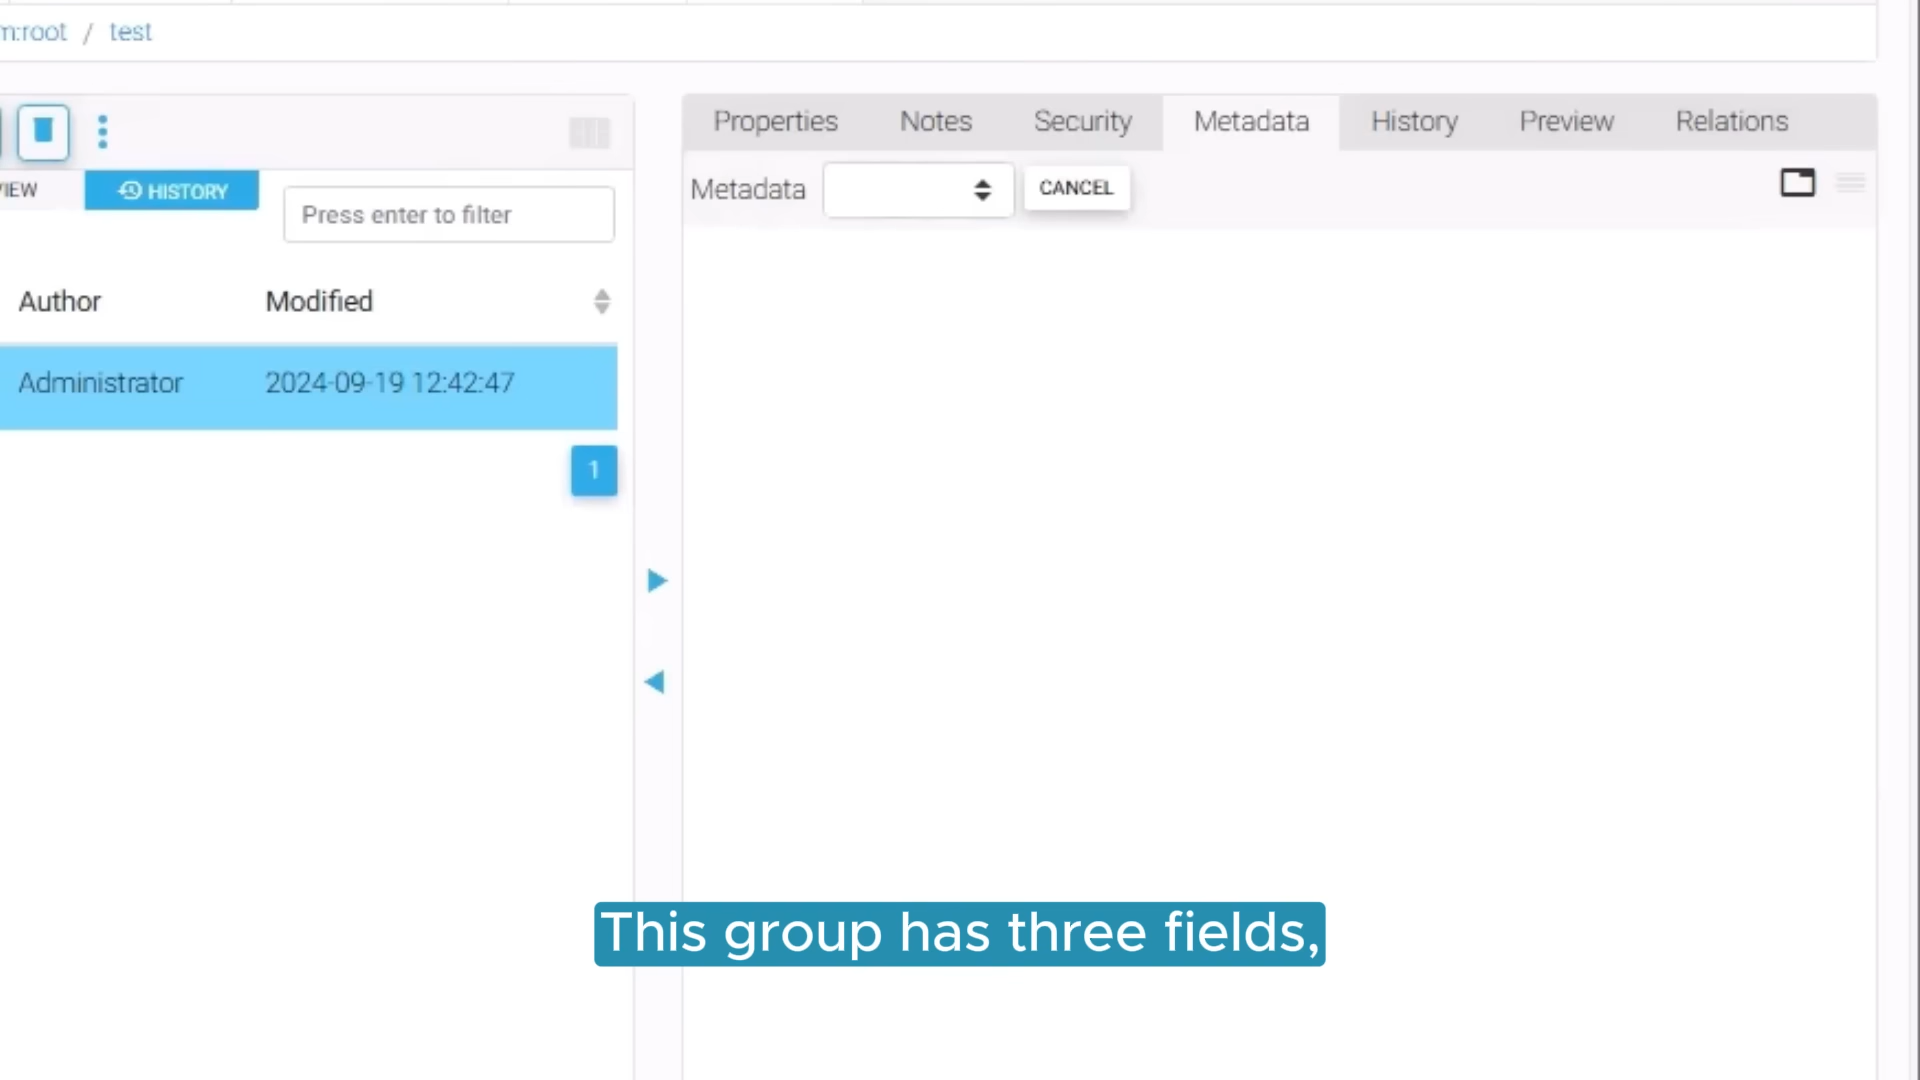 m:root / test
Properties Notes Security Metadata History Preview Relations
IEW HISTORY Press enter to filter
Metadata CANCEL
Author Modified
Administrator 2024-09-19 12:42:47
1
This group has three fields,